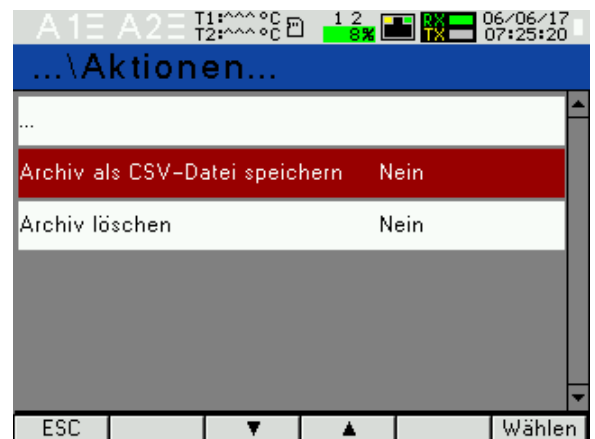 A1 A2 T1:^^^ °C 1 2 RX 06/06/17
T2:^^^ °C 8% TX 07:25:20
...\Aktionen...
...
Archiv als CSV-Datei speichern Nein
Archiv löschen Nein
ESC ▼ ▲ Wählen